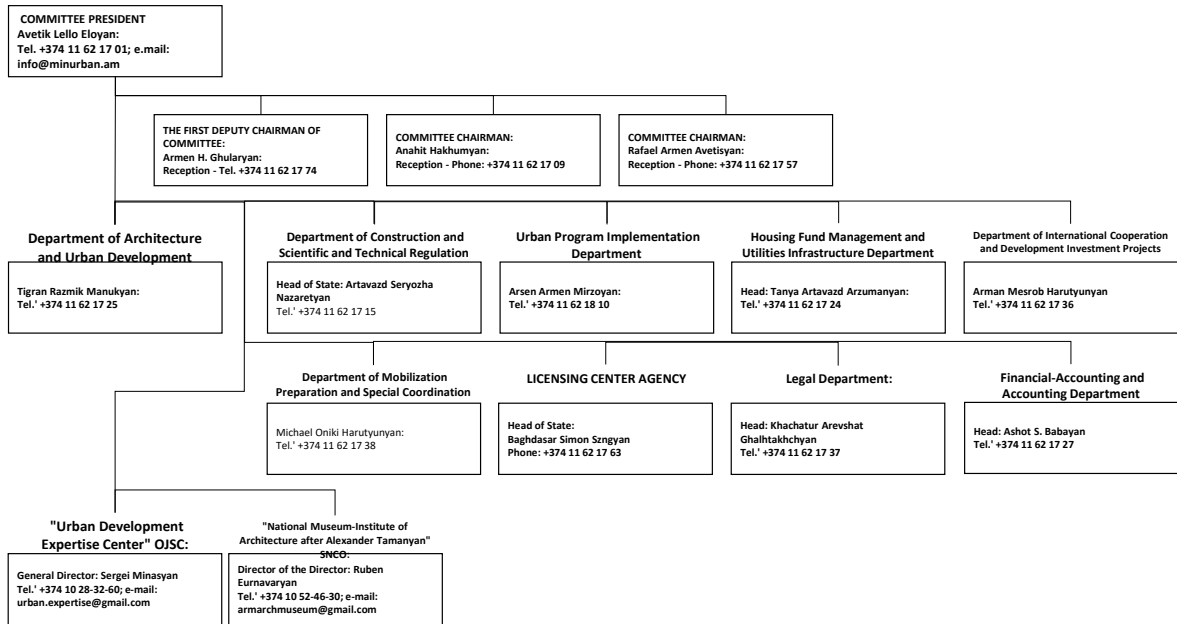 COMMITTEE PRESIDENT
Avetik Lello Eloyan:
Tel. +374 11 62 17 01; e.mail:
info@minurban.am
THE FIRST DEPUTY CHAIRMAN OF
COMMITTEE:
Armen H. Ghularyan:
Reception - Tel. +374 11 62 17 74
COMMITTEE CHAIRMAN:
Anahit Hakhumyan:
Reception - Phone: +374 11 62 17 09
COMMITTEE CHAIRMAN:
Rafael Armen Avetisyan:
Reception - Phone: +374 11 62 17 57
Department of Architecture
and Urban Development
Tigran Razmik Manukyan:
Tel.' +374 11 62 17 25
Department of Construction and
Scientific and Technical Regulation
Head of State: Artavazd Seryozha
Nazaretyan
Tel.' +374 11 62 17 15
Urban Program Implementation
Department
Arsen Armen Mirzoyan:
Tel.' +374 11 62 18 10
Housing Fund Management and
Utilities Infrastructure Department
Head: Tanya Artavazd Arzumanyan:
Tel.' +374 11 62 17 24
Department of International Cooperation
and Development Investment Projects
Arman Mesrob Harutyunyan
Tel.' +374 11 62 17 36
Department of Mobilization
Preparation and Special Coordination
Michael Oniki Harutyunyan:
Tel.' +374 11 62 17 38
LICENSING CENTER AGENCY
Head of State:
Baghdasar Simon Szngyan
Phone: +374 11 62 17 63
Legal Department:
Head: Khachatur Arevshat
Ghalhtakhchyan
Tel.' +374 11 62 17 37
Financial-Accounting and
Accounting Department
Head: Ashot S. Babayan
Tel.' +374 11 62 17 27
"Urban Development
Expertise Center" OJSC:
General Director: Sergei Minasyan
Tel.' +374 10 28-32-60; e-mail:
urban.expertise@gmail.com
"National Museum-Institute of
Architecture after Alexander Tamanyan"
SNCO:
Director of the Director: Ruben
Eurnavaryan
Tel.' +374 10 52-46-30; e-mail:
armarchmuseum@gmail.com